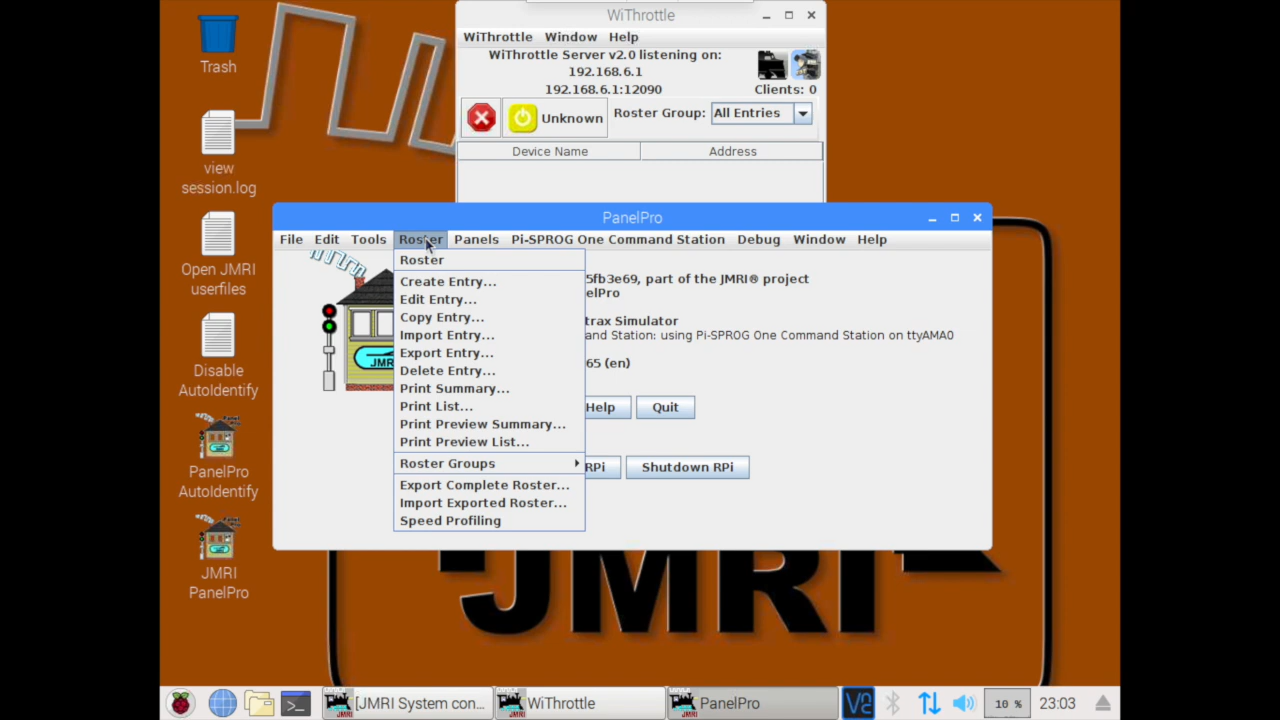 WiThrottle
WiThrottle Window Help
WiThrottle Server v2.0 listening on:
192.168.6.1
192.168.6.1:12090
Clients: 0
Unknown
Roster Group: All Entries
Device Name Address
Trash
view
session.log
Open JMRI
userfiles
Disable
AutoIdentify
PanelPro
AutoIdentify
JMRI
PanelPro
PanelPro
File Edit Tools Roster Panels Pi-SPROG One Command Station Debug Window Help
Roster
Create Entry...
Edit Entry...
Copy Entry...
Import Entry...
Export Entry...
Delete Entry...
Print Summary...
Print List...
Print Preview Summary...
Print Preview List...
Roster Groups
Export Complete Roster...
Import Exported Roster...
Speed Profiling
5fb3e69, part of the JMRI® project
elPro
trax Simulator
and Station: using Pi-SPROG One Command Station on ttyAMA0
65 (en)
Help Quit
RPi Shutdown RPi
JMRI
[JMRI System con... WiThrottle PanelPro
10 % 23:03